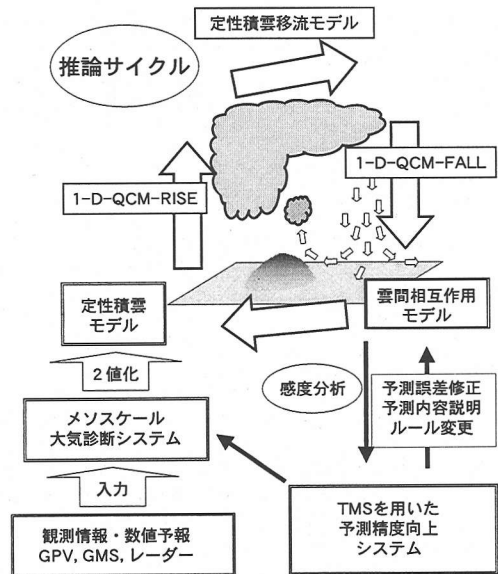 定性積雲移流モデル
推論サイクル
1-D-QCM-RISE
1-D-QCM-FALL
定性積雲
モデル
雲間相互作用
モデル
2値化
感度分析
予測誤差修正
予測内容説明
ルール変更
メソスケール
大気診断システム
入力
観測情報・数値予報
GPV, GMS, レーダー
TMSを用いた
予測精度向上
システム